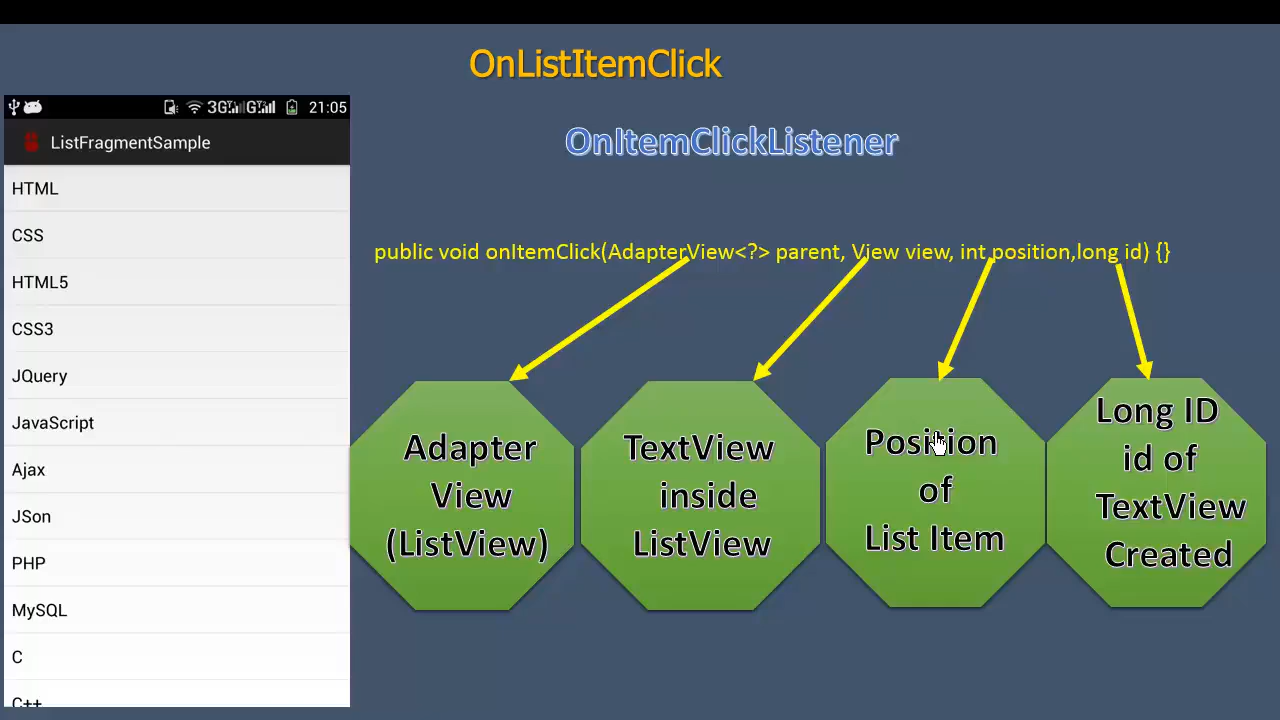 OnListItemClick
OnItemClickListener
3G G 21:05
ListFragmentSample
HTML
CSS
HTML5
CSS3
JQuery
JavaScript
Ajax
JSon
PHP
MySQL
C
C++
public void onItemClick(AdapterView<?> parent, View view, int position,long id) {}
Adapter
View
(ListView)
TextView
inside
ListView
Position
of
List Item
Long ID
id of
TextView
Created